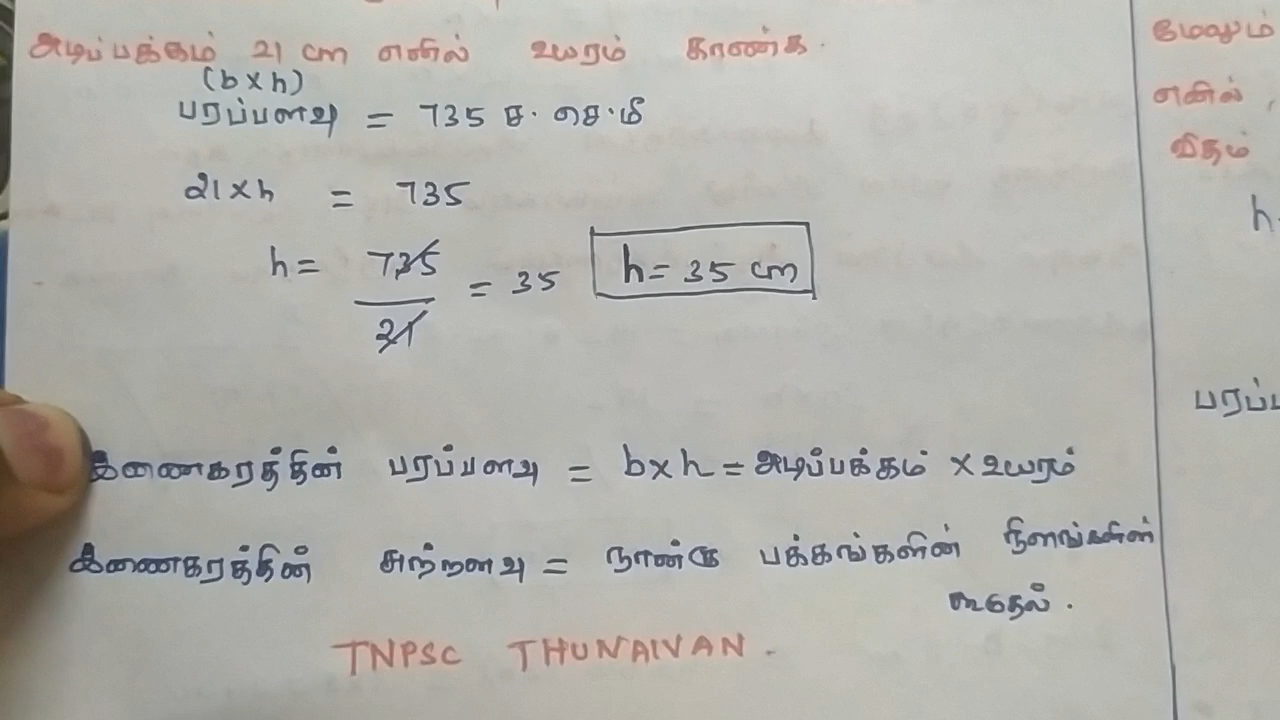 அடிப்பக்கம் 21 cm எனில் உயரம் காண்க.
(b x h)
பரப்பளவு = 735 ச. செ.மீ
21 x h = 735
h = 735
21
= 35
h = 35 cm
இணைகரத்தின் பரப்பளவு = b x h = அடிப்பக்கம் x உயரம்
இணைகரத்தின் சுற்றளவு = நான்கு பக்கங்களின் நீளங்களின்
கூடுதல்.
TNPSC THUNAIVAN.
மேலும்
எனில்,
விதம்
h